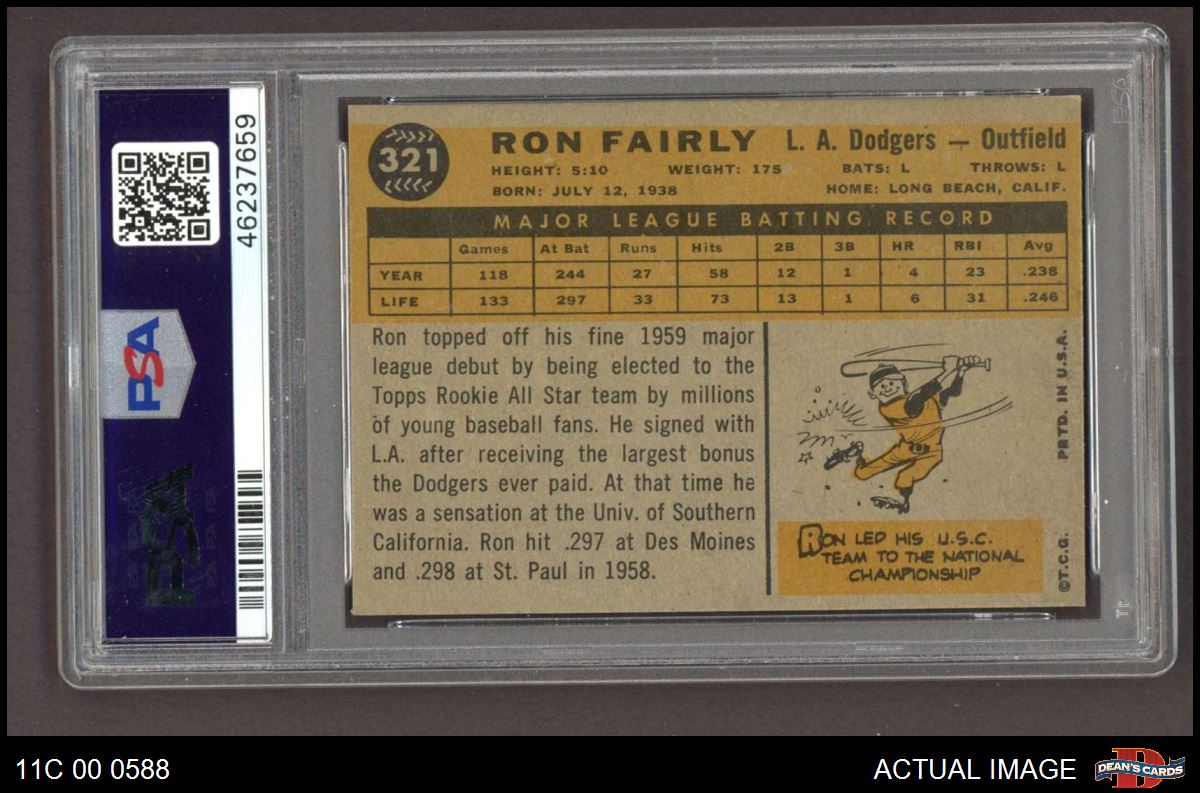 46237659
PSA
321
RON FAIRLY L. A. Dodgers — Outfield
HEIGHT: 5:10 WEIGHT: 175 BATS: L THROWS: L
BORN: JULY 12, 1938 HOME: LONG BEACH, CALIF.
MAJOR LEAGUE BATTING RECORD
Games At Bat Runs Hits 2B 3B HR RBI Avg
YEAR 118 244 27 58 12 1 4 23 .238
LIFE 133 297 33 73 13 1 6 31 .246
Ron topped off his fine 1959 major
league debut by being elected to the
Topps Rookie All Star team by millions
of young baseball fans. He signed with
L.A. after receiving the largest bonus
the Dodgers ever paid. At that time he
was a sensation at the Univ. of Southern
California. Ron hit .297 at Des Moines
and .298 at St. Paul in 1958.
RON LED HIS U.S.C.
TEAM TO THE NATIONAL
CHAMPIONSHIP
©T.C.G. PRTD. IN U.S.A.
PSA
11C 00 0588
ACTUAL IMAGE
DEAN'S CARDS